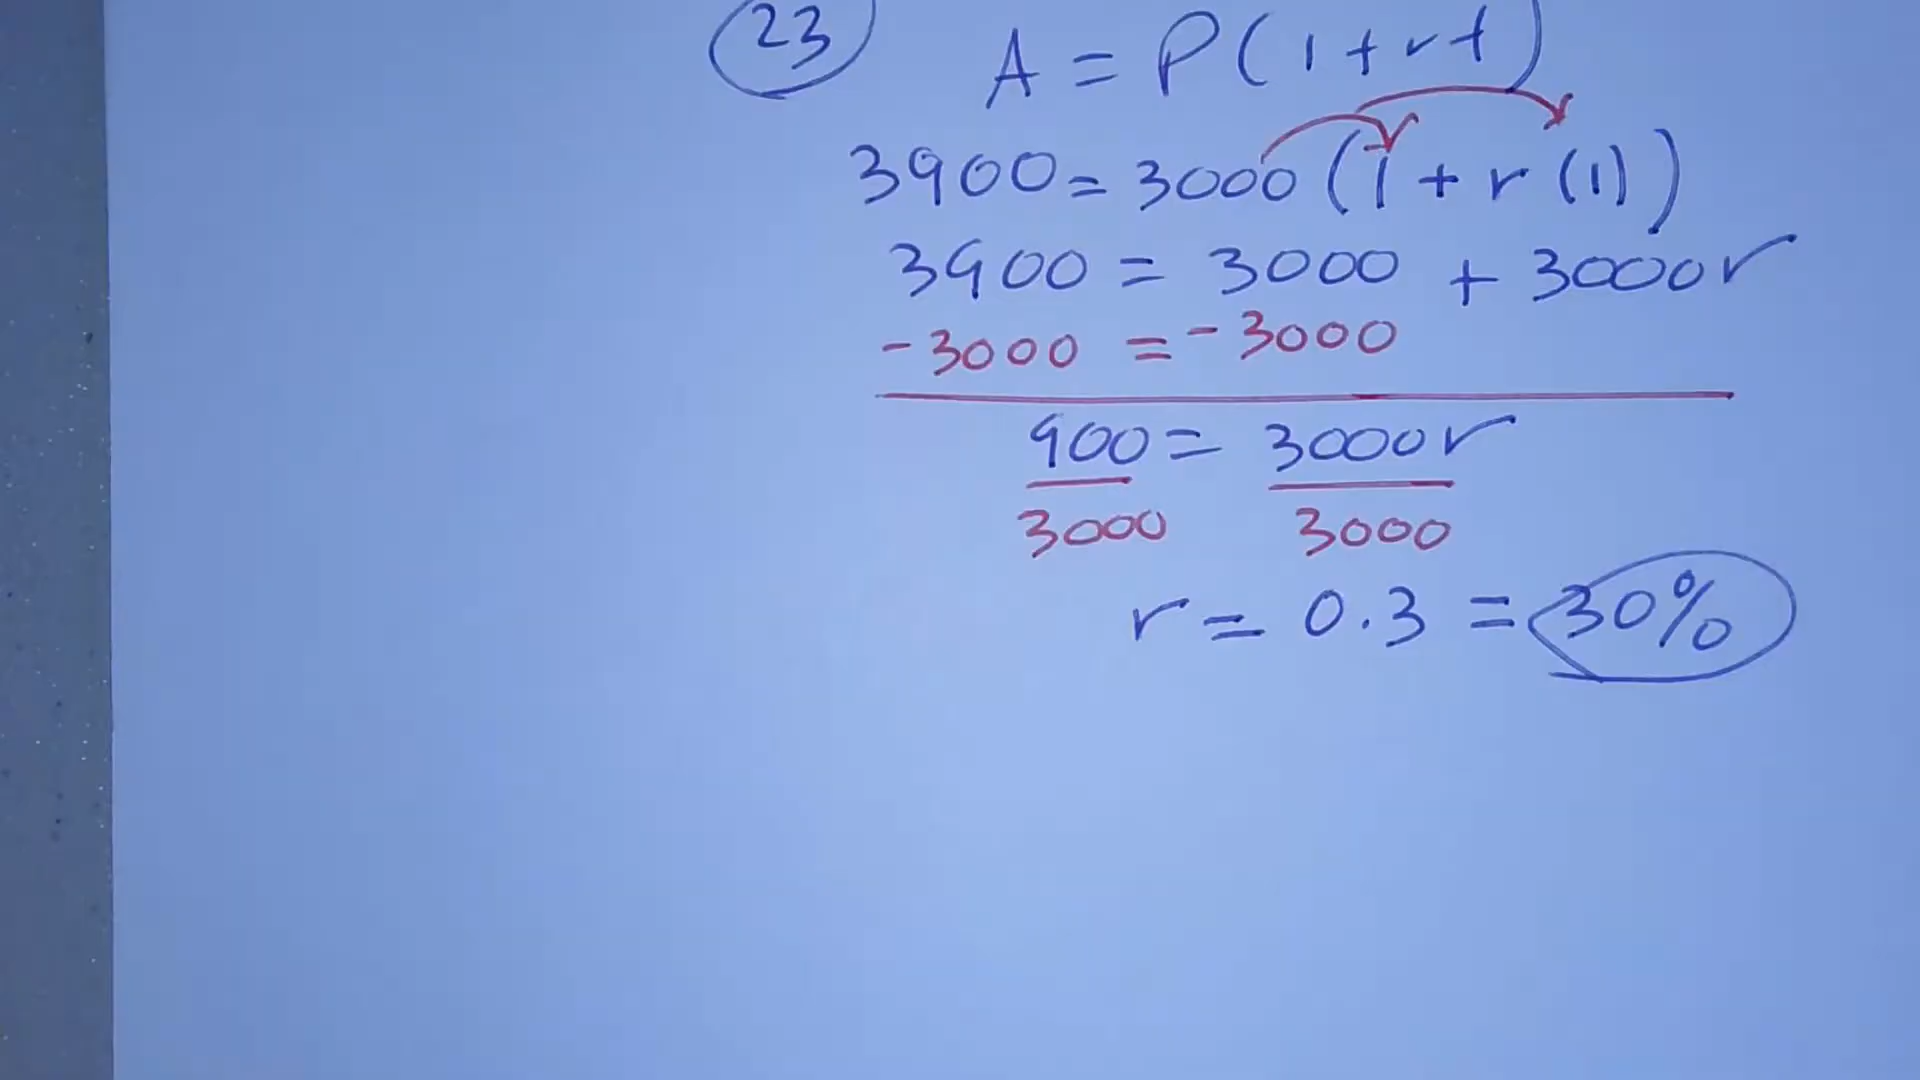 23
A = P(1 + rt)
3900 = 3000 (1 + r (1))
3900 = 3000 + 3000r
-3000 = -3000
900 = 3000r
3000 3000
r = 0.3 = 30%